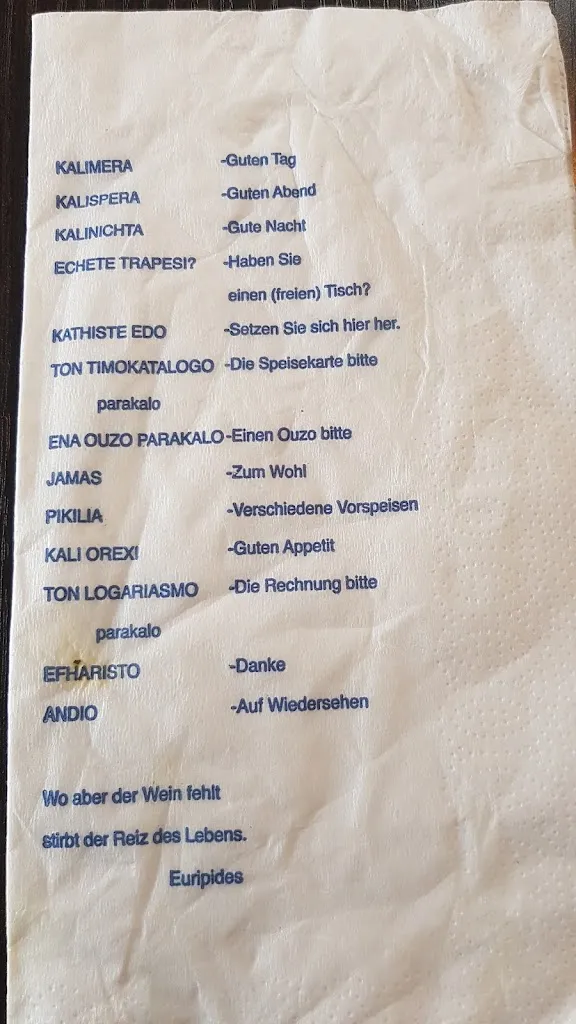 KALIMERA -Guten Tag
KALISPERA -Guten Abend
KALINICHTA -Gute Nacht
ECHETE TRAPESI? -Haben Sie
einen (freien) Tisch?
KATHISTE EDO -Setzen Sie sich hier her.
TON TIMOKATALOGO -Die Speisekarte bitte
parakalo
ENA OUZO PARAKALO -Einen Ouzo bitte
JAMAS -Zum Wohl
PIKILIA -Verschiedene Vorspeisen
KALI OREXI -Guten Appetit
TON LOGARIASMO -Die Rechnung bitte
parakalo
EFHARISTO -Danke
ANDIO -Auf Wiedersehen
Wo aber der Wein fehlt
stirbt der Reiz des Lebens.
Euripides